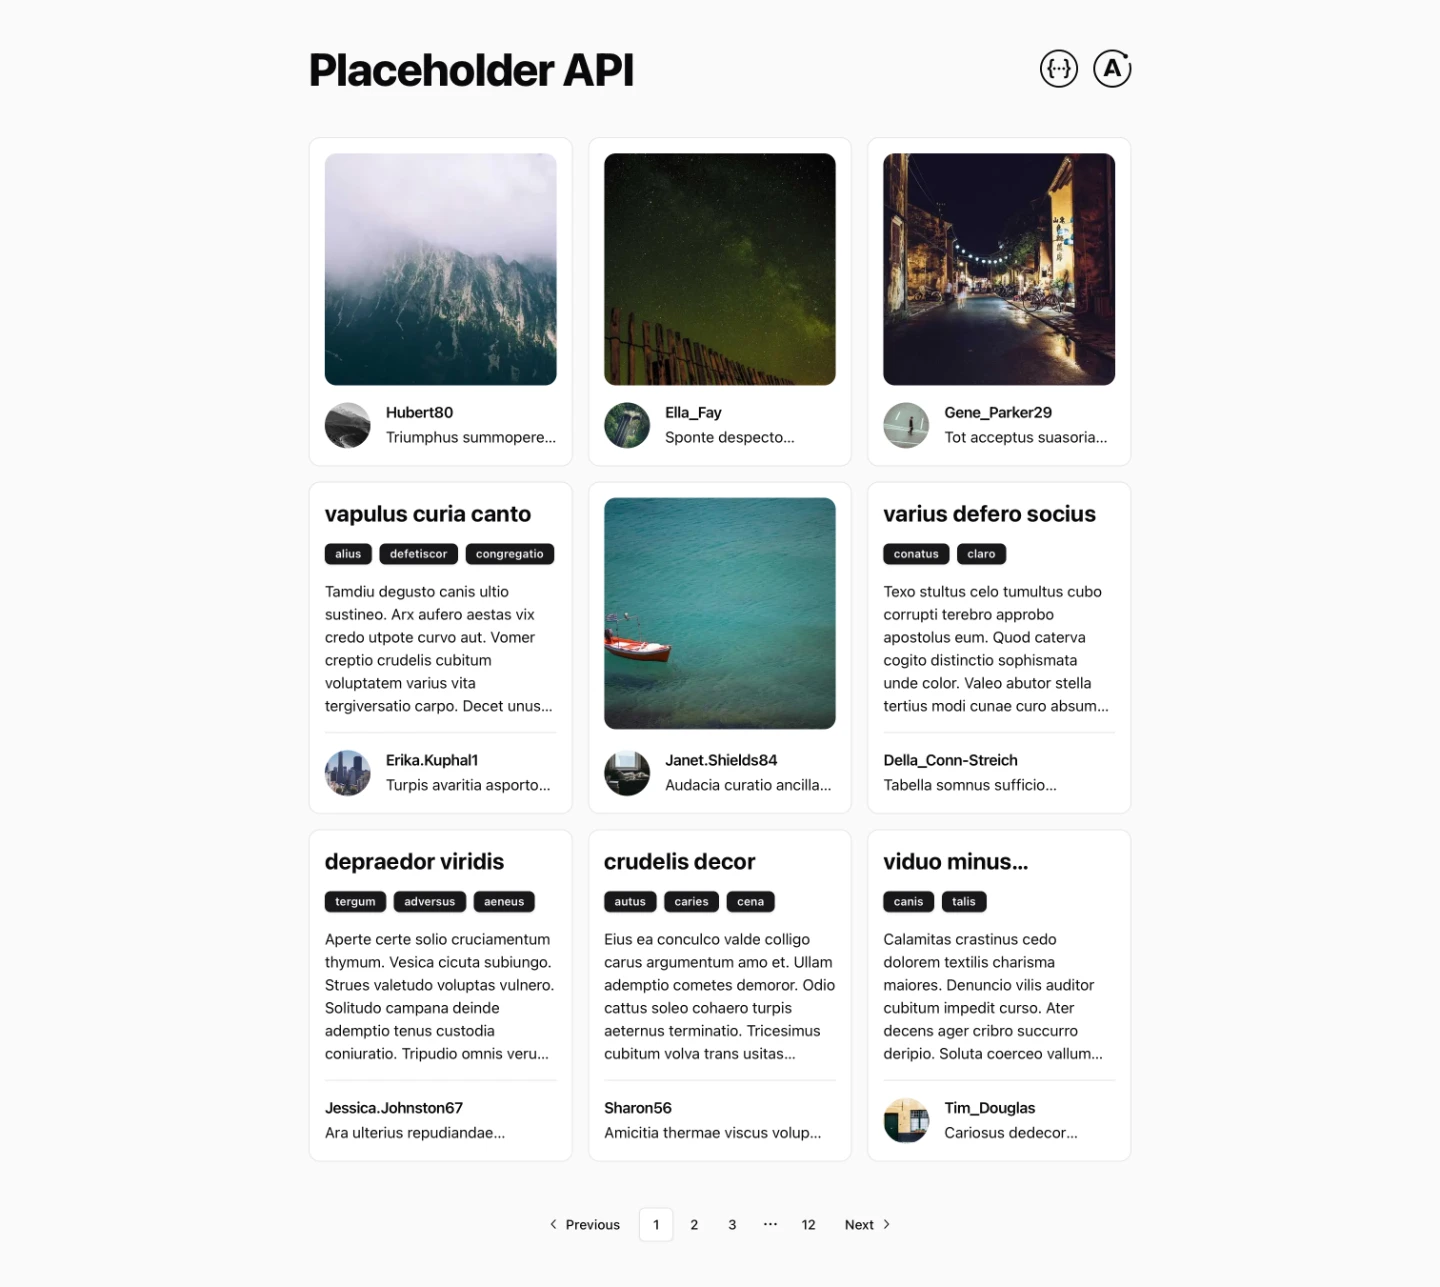 Placeholder API
{···}
A
Hubert80
Triumphus summopere...
Ella_Fay
Sponte despecto...
Gene_Parker29
Tot acceptus suasoria...
vapulus curia canto
alius defetiscor congregatio
Tamdiu degusto canis ultio
sustineo. Arx aufero aestas vix
credo utpote curvo aut. Vomer
creptio crudelis cubitum
voluptatem varius vita
tergiversatio carpo. Decet unus...
Erika.Kuphal1
Turpis avaritia asporto...
Janet.Shields84
Audacia curatio ancilla...
varius defero socius
conatus claro
Texo stultus celo tumultus cubo
corrupti terebro approbo
apostolus eum. Quod caterva
cogito distinctio sophismata
unde color. Valeo abutor stella
tertius modi cunae curo absum...
Della_Conn-Streich
Tabella somnus sufficio...
depraedor viridis
tergum adversus aeneus
Aperte certe solio cruciamentum
thymum. Vesica cicuta subiungo.
Strues valetudo voluptas vulnero.
Solitudo campana deinde
ademptio tenus custodia
coniuratio. Tripudio omnis veru...
Jessica.Johnston67
Ara ulterius repudiandae...
crudelis decor
autus caries cena
Eius ea conculco valde colligo
carus argumentum amo et. Ullam
ademptio cometes demoror. Odio
cattus soleo cohaero turpis
aeternus terminatio. Tricesimus
cubitum volva trans usitas...
Sharon56
Amicitia thermae viscus volup...
viduo minus...
canis talis
Calamitas crastinus cedo
dolorem textilis charisma
maiores. Denuncio vilis auditor
cubitum impedit curso. Ater
decens ager cribro succurro
deripio. Soluta coerceo vallum...
Tim_Douglas
Cariosus dedecor...
Previous 1 2 3 ··· 12 Next